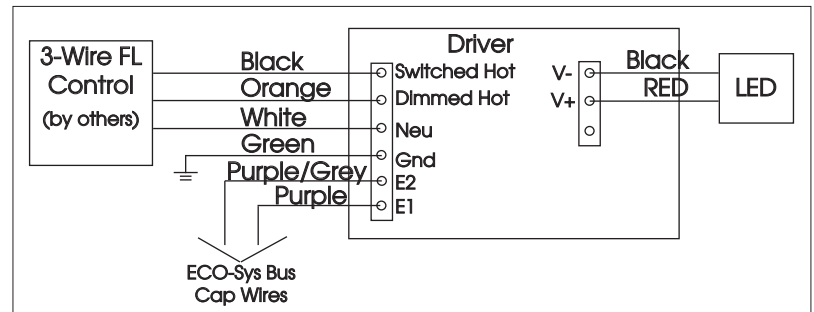 3-Wire FL
Control
(by others)
Black
Orange
White
Green
Purple/Grey
Purple
Driver
Switched Hot
Dimmed Hot
Neu
Gnd
E2
E1
V-
V+
Black
RED
LED
ECO-Sys Bus
Cap Wires